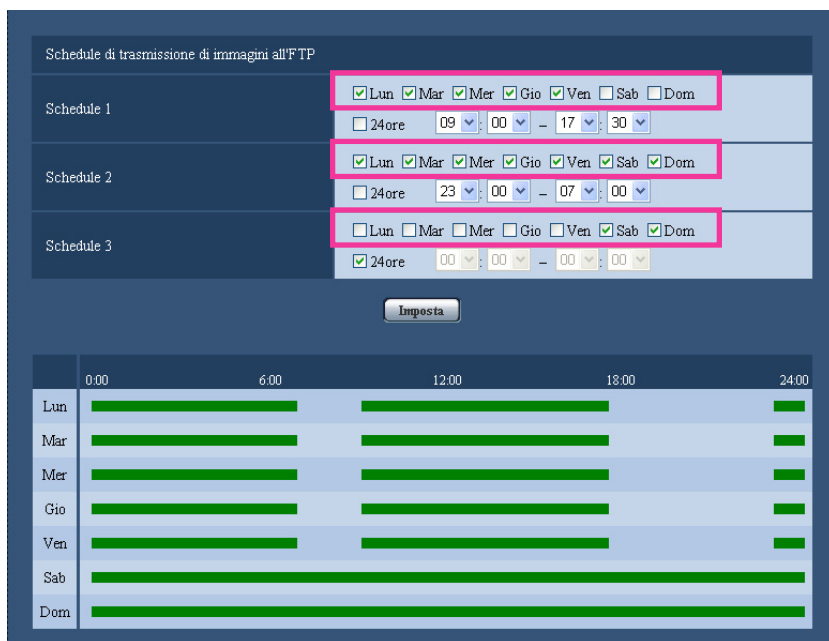 Schedule di trasmissione di immagini all'FTP
Schedule 1
Lun Mar Mer Gio Ven Sab Dom
24ore 09 : 00 – 17 : 30
Schedule 2
Lun Mar Mer Gio Ven Sab Dom
24ore 23 : 00 – 07 : 00
Schedule 3
Lun Mar Mer Gio Ven Sab Dom
24ore 00 : 00 – 00 : 00
Imposta
0:00 6:00 12:00 18:00 24:00
Lun
Mar
Mer
Gio
Ven
Sab
Dom